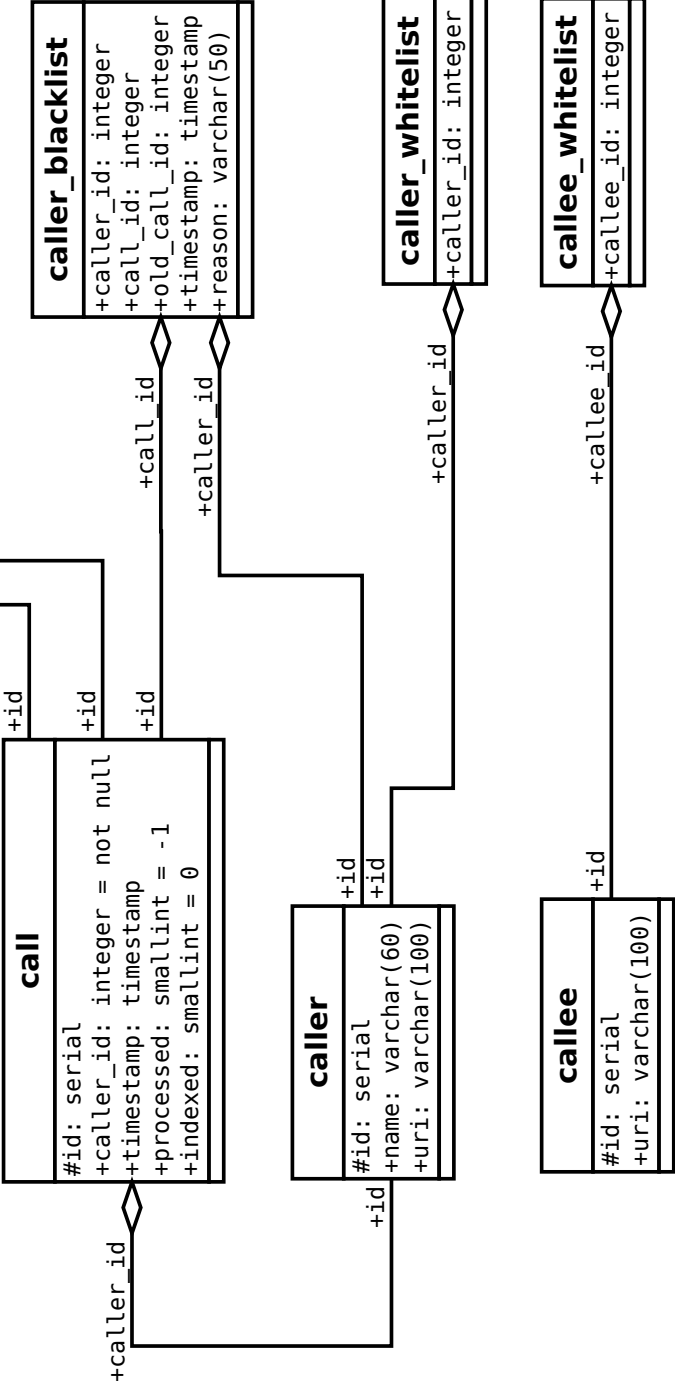 caller_blacklist
+caller_id: integer
+call_id: integer
+old_call_id: integer
+timestamp: timestamp
+reason: varchar(50)
caller_whitelist
+caller_id: integer
callee_whitelist
+callee_id: integer
+call_id
+caller_id
+caller_id
+callee_id
+id
+id
+id
+id
+id
+id
call
#id: serial
+caller_id: integer = not null
+timestamp: timestamp
+processed: smallint = -1
+indexed: smallint = 0
caller
#id: serial
+name: varchar(60)
+uri: varchar(100)
callee
#id: serial
+uri: varchar(100)
+caller_id
+id